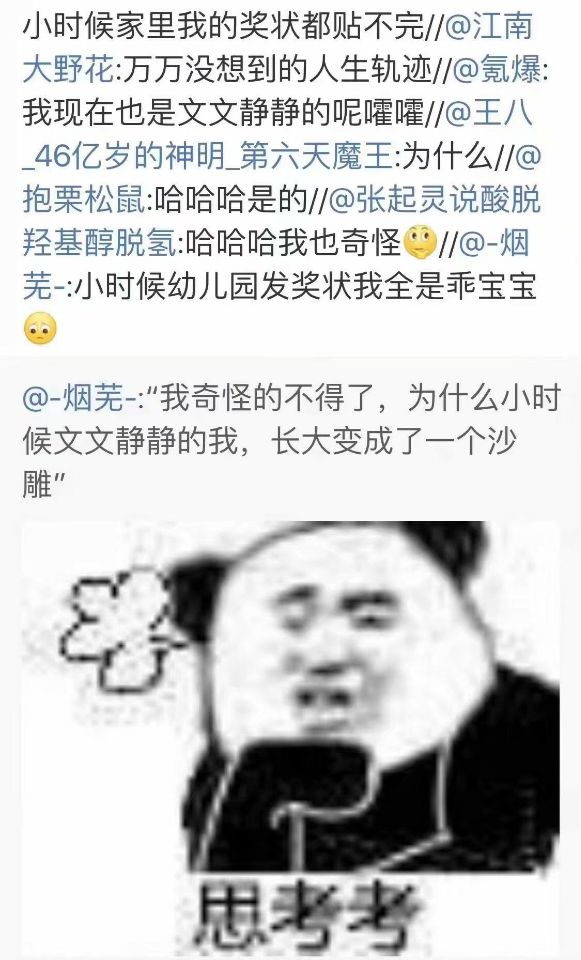 小时候家里我的奖状都贴不完//@江南
大野花:万万没想到的人生轨迹//@氪爆:
我现在也是文文静静的呢嚯嚯//@王八
_46亿岁的神明_第六天魔王:为什么//@
抱栗松鼠:哈哈哈是的//@张起灵说酸脱
羟基醇脱氢:哈哈哈我也奇怪//@-烟
芜-:小时候幼儿园发奖状我全是乖宝宝
@-烟芜-:“我奇怪的不得了，为什么小时
候文文静静的我，长大变成了一个沙
雕”
思考考